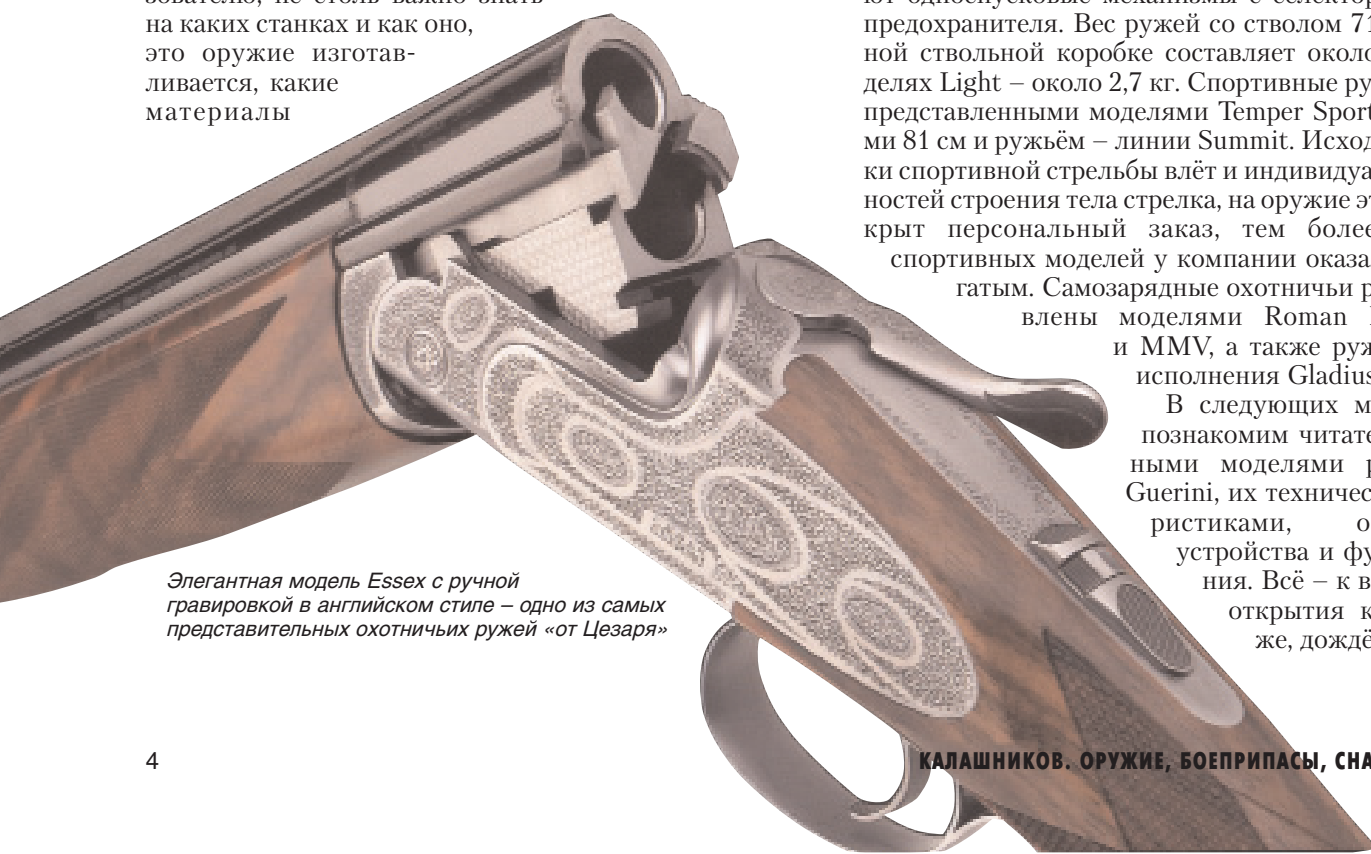 на каких станках и как оно,
это оружие изготав-
ливается, какие
материалы
Элегантная модель Essex с ручной
гравировкой в английском стиле – одно из самых
представительных охотничьих ружей «от Цезаря»
4
предохранителя. Вес ружей со стволом 71
ной ствольной коробке составляет около
делях Light – около 2,7 кг. Спортивные ру
представленными моделями Temper Sport
ми 81 см и ружьём – линии Summit. Исход
ки спортивной стрельбы влёт и индивидуа
ностей строения тела стрелка, на оружие эт
крыт персональный заказ, тем более
спортивных моделей у компании оказа
гатым. Самозарядные охотничьи р
влены моделями Roman
и MMV, а также руж
исполнения Gladius
В следующих м
познакомим читате
ными моделями р
Guerini, их техничес
ристиками, о
устройства и фу
ния. Всё – к в
открытия к
же, дождё
КАЛАШНИКОВ. ОРУЖИЕ, БОЕПРИПАСЫ, СНА